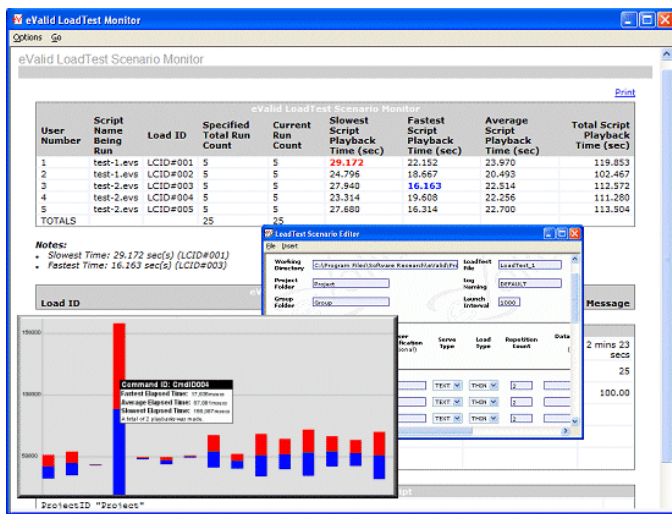 eValid LoadTest Monitor
Options Go
eValid LoadTest Scenario Monitor
Print
eValid LoadTest Scenario Monitor
User Number Script Name Being Run Load ID Specified Total Run Count Current Run Count Slowest Script Playback Time (sec) Fastest Script Playback Time (sec) Average Script Playback Time (sec) Total Script Playback Time (sec)
1 test-1.evs LCID#001 5 5 29.172 22.152 23.970 119.853
2 test-1.evs LCID#002 5 5 24.796 18.667 20.493 102.467
3 test-1.evs LCID#003 5 5 27.940 16.163 22.514 112.572
4 test-2.evs LCID#004 5 5 23.314 19.608 22.256 111.280
5 test-2.evs LCID#005 5 5 27.680 16.314 22.700 113.504
TOTALS 25 25
Notes:
Slowest Time: 29.172 sec(s) (LCID#001)
Fastest Time: 16.163 sec(s) (LCID#003)
Load ID
Message
2 mins 23 secs
25
100.00
LoadTest Scenario Editor
File Insert
Working Directory C:\Program Files\Software Research\eValid\Pro LoadTest File LoadTest_1
Project Folder Project Log Naming DEFAULT
Group Folder Group Launch Interval 1000
Serve Type Load Type Repetition Count
TEXT THIN 2
TEXT THIN 2
TEXT THIN 2
50000
Command ID: CmdID004
Fastest Elapsed Time:
Average Elapsed Time:
Slowest Elapsed Time:
A total of 2 playbacks was made.
ProjectID "Project"